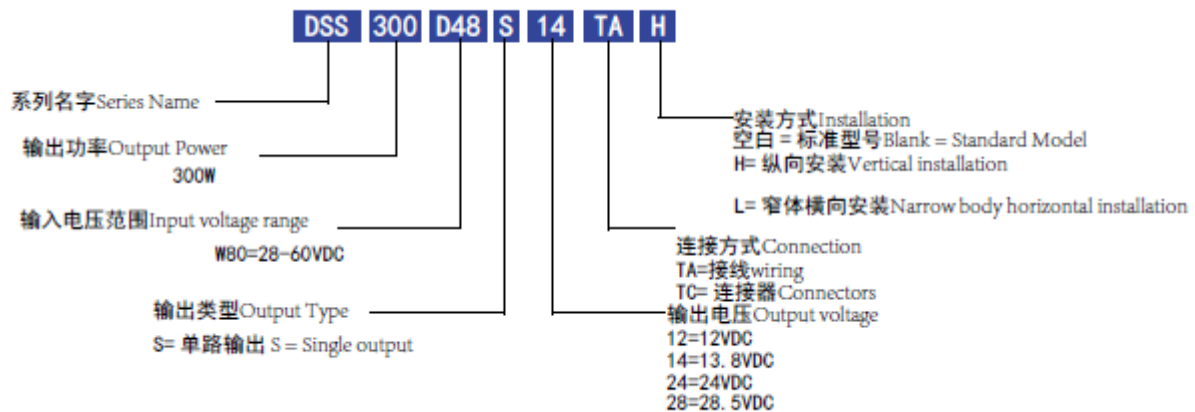 DSS 300 D48 S 14 TA H
系列名字Series Name
输出功率Output Power
300W
输入电压范围Input voltage range
W80=28-60VDC
输出类型Output Type
S= 单路输出 S = Single output
安装方式Installation
空白 = 标准型号Blank = Standard Model
H= 纵向安装Vertical installation
L= 窄体横向安装Narrow body horizontal installation
连接方式Connection
TA=接线wiring
TC= 连接器Connectors
输出电压Output voltage
12=12VDC
14=13.8VDC
24=24VDC
28=28.5VDC